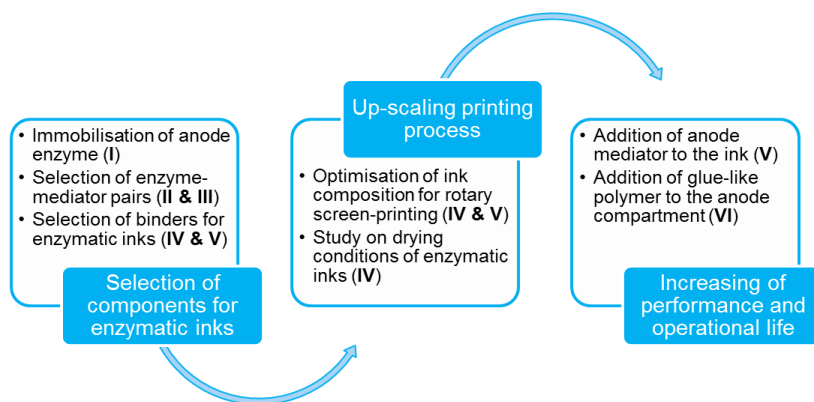 • Immobilisation of anode
enzyme (I)
• Selection of enzyme-
mediator pairs (II & III)
• Selection of binders for
enzymatic inks (IV & V)
Selection of
components for
enzymatic inks
Up-scaling printing
process
• Optimisation of ink
composition for rotary
screen-printing (IV & V)
• Study on drying
conditions of enzymatic
inks (IV)
• Addition of anode
mediator to the ink (V)
• Addition of glue-like
polymer to the anode
compartment (VI)
Increasing of
performance and
operational life